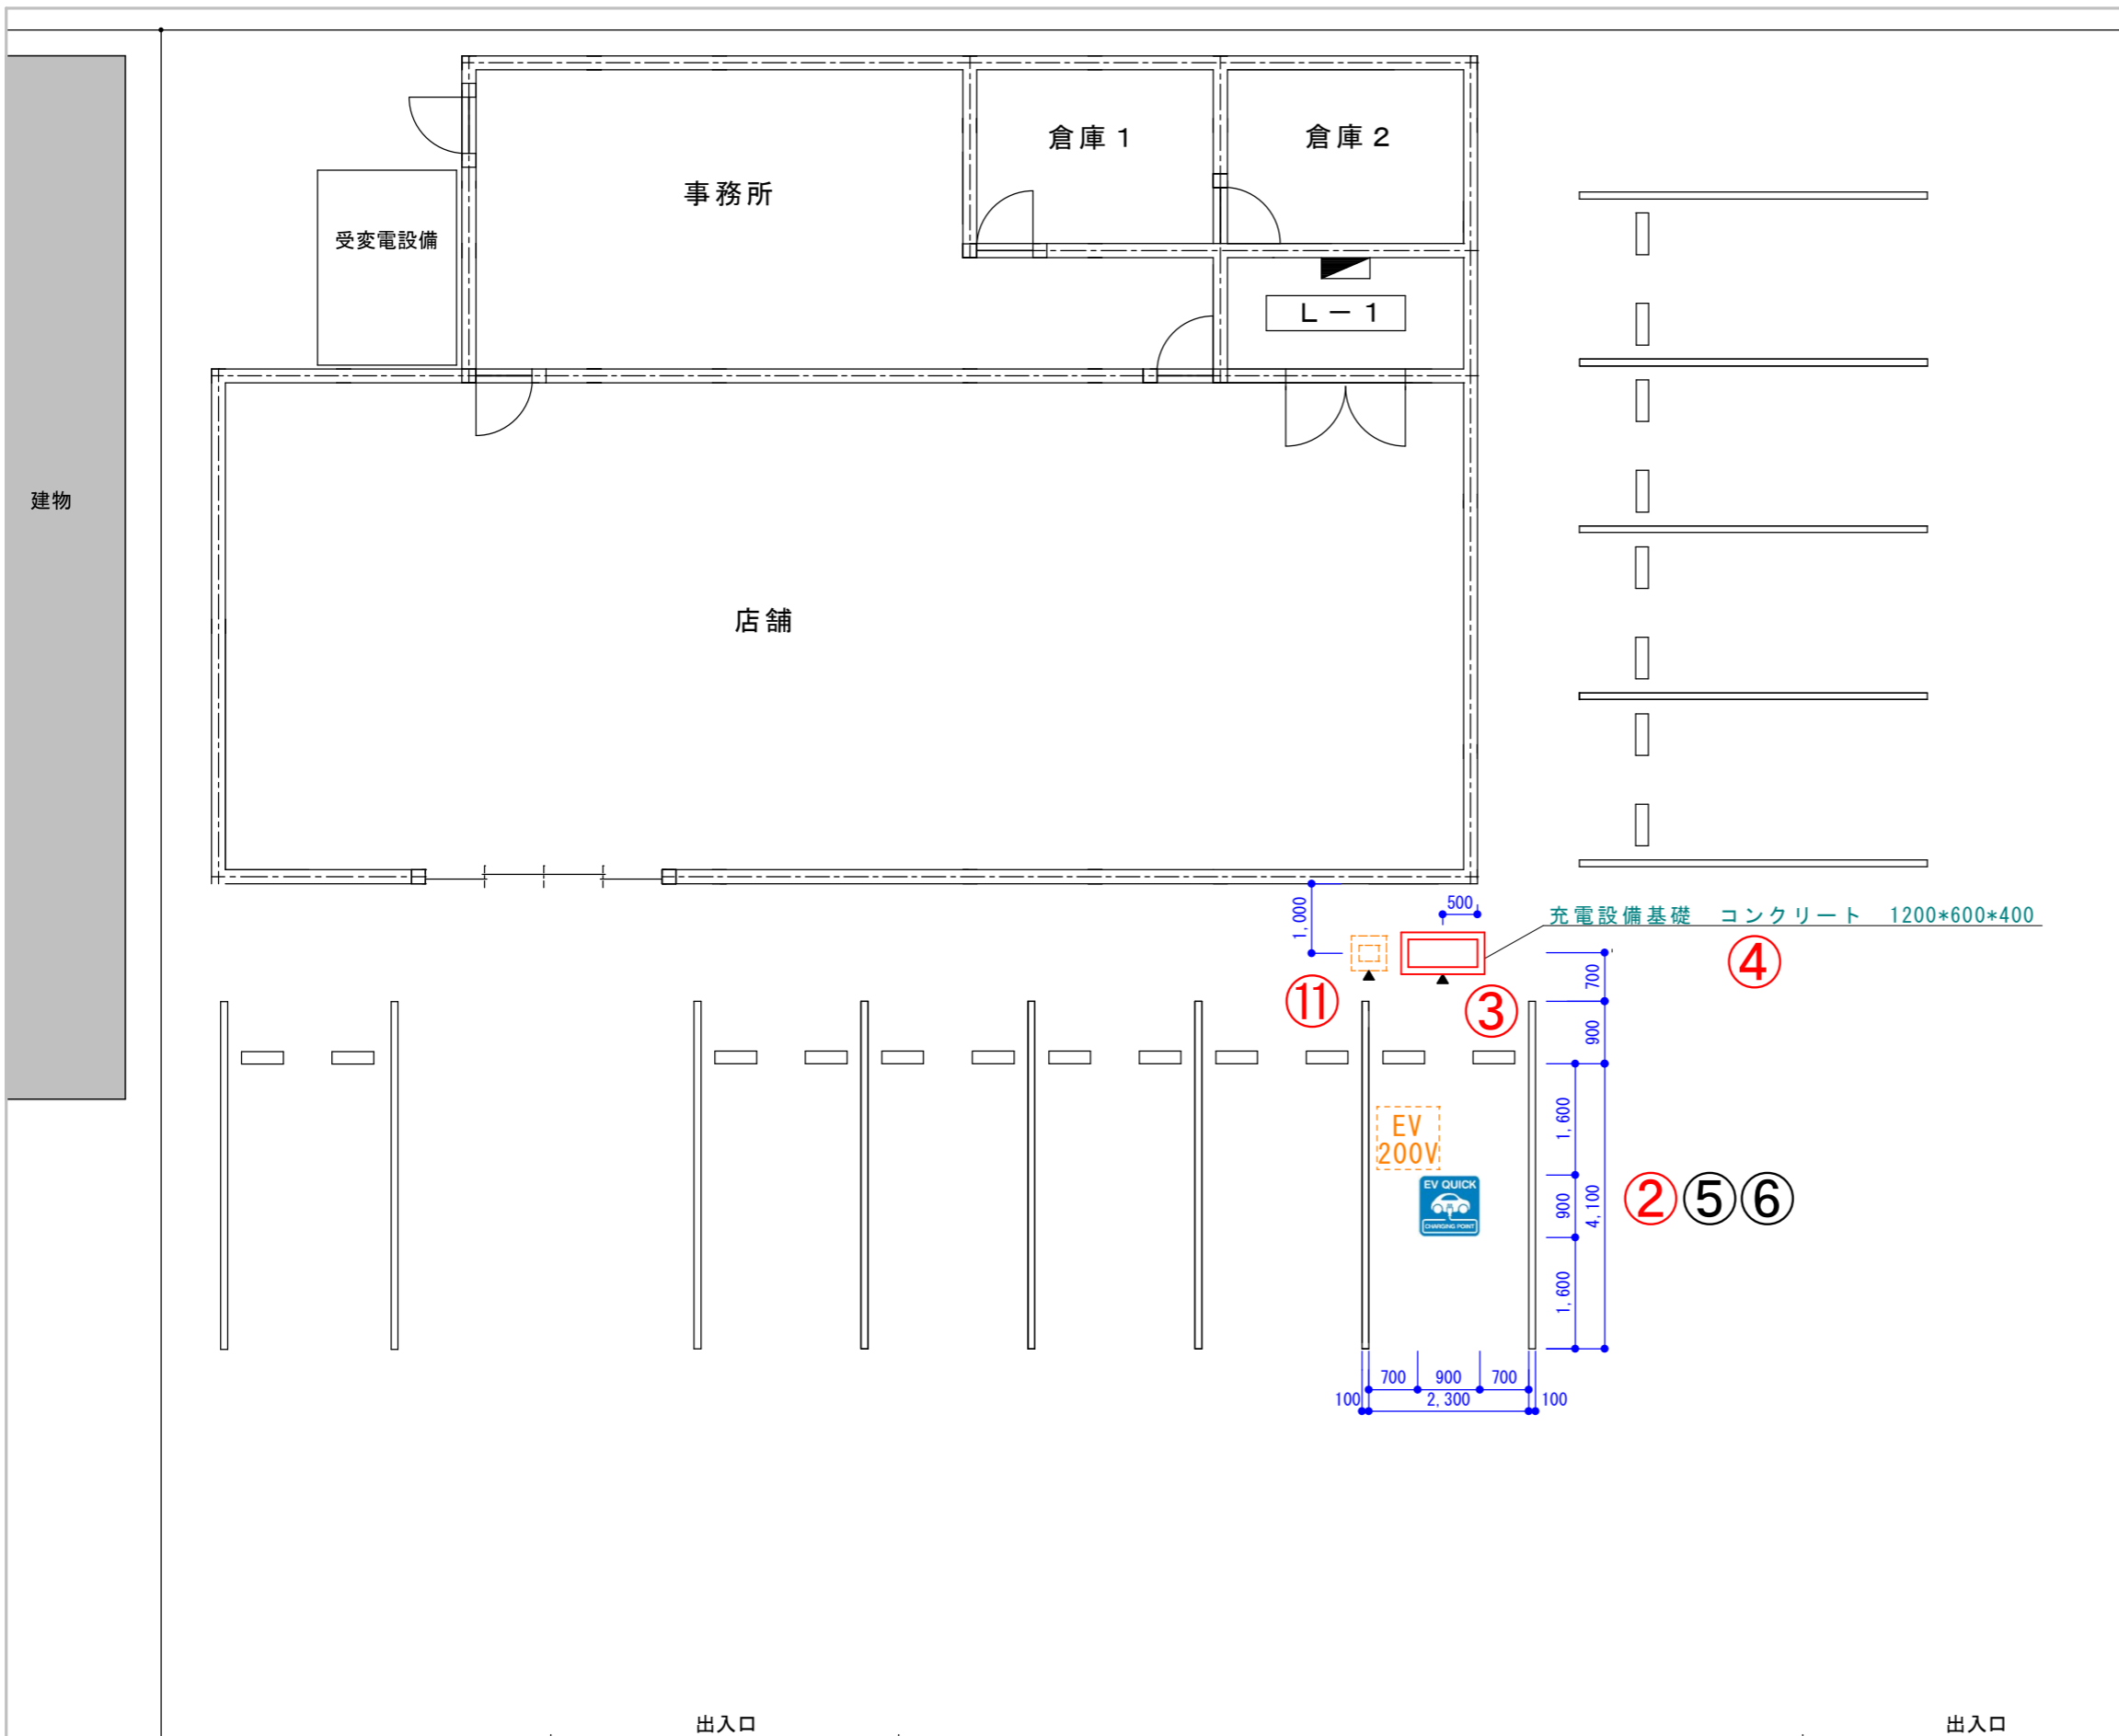 倉庫１
倉庫２
事務所
受変電設備
Ｌ－１
建物
店舗
1,000
500
充電設備基礎　コンクリート　1200*600*400
④
700
⑪
③
900
EV
200V
1,600
EV QUICK
CHARGING POINT
900
4,100
②⑤⑥
1,600
700
900
700
100
2,300
100
出入口
出入口